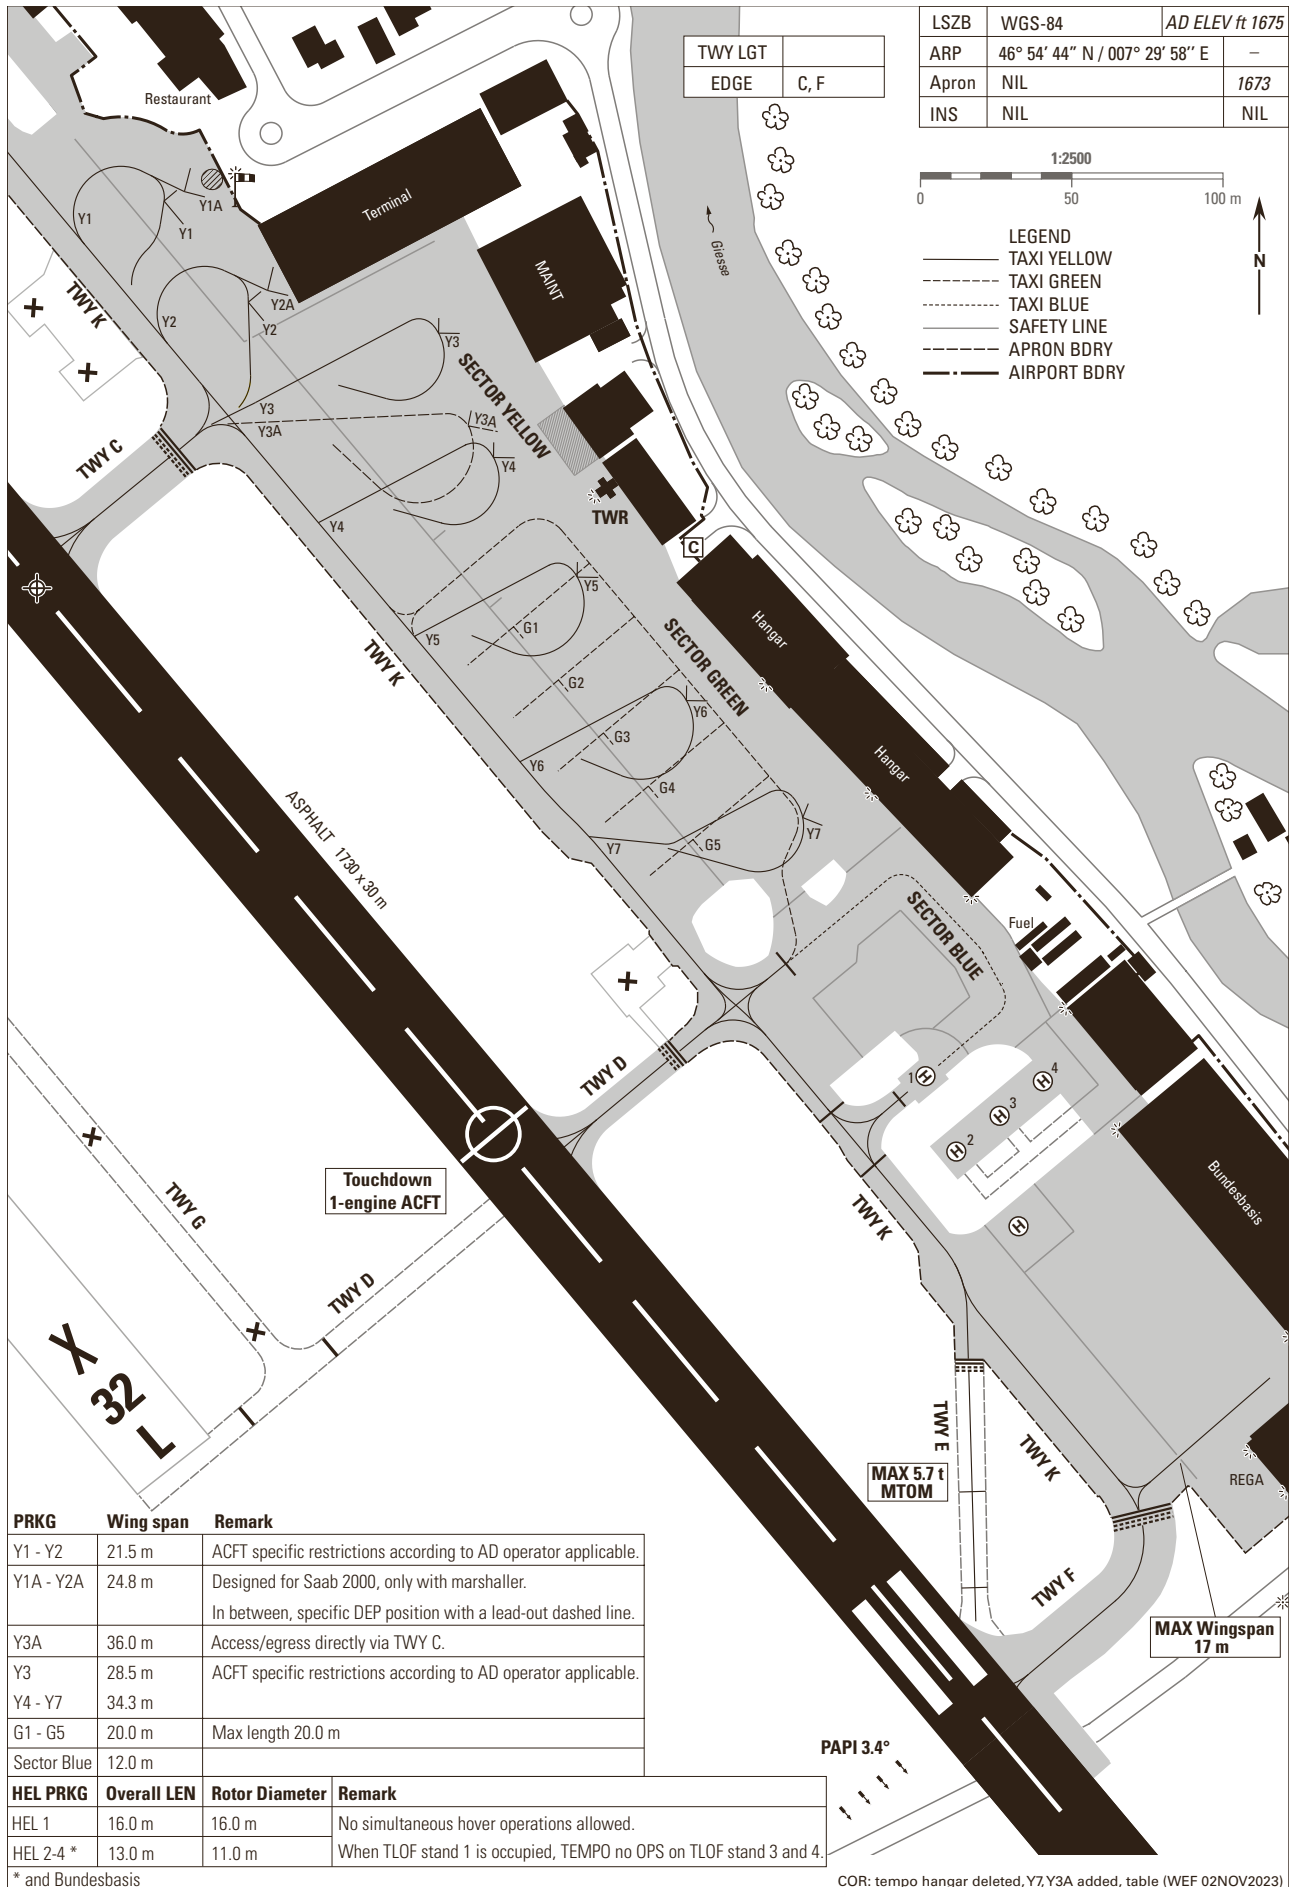 LSZB WGS-84 AD ELEV ft 1675
ARP 46° 54′ 44″ N / 007° 29′ 58′′ E –
Apron NIL 1673
INS NIL NIL
TWY LGT
EDGE C, F
1:2500
0 50 100 m
N
LEGEND
TAXI YELLOW
TAXI GREEN
TAXI BLUE
SAFETY LINE
APRON BDRY
AIRPORT BDRY
Restaurant
Terminal
MAINT
Giesse
Y1
Y1A
Y1
Y2
Y2A
Y2
TWY K
Y3
Y3
Y3A
Y3A
SECTOR YELLOW
TWY C
Y4
Y4
TWR
C
Hangar
Y5
Y5
G1
SECTOR GREEN
TWY K
G2
Y6
Y6
G3
G4
Hangar
Y7
Y7
G5
ASPHALT 1730 x 30 m
SECTOR BLUE
Fuel
TWY D
1 H
H 4
H 3
H 2
H
Bundesbasis
Touchdown
1-engine ACFT
TWY G
TWY D
TWY K
X
32
L
TWY E
TWY K
MAX 5.7 t
MTOM
REGA
TWY F
MAX Wingspan
17 m
PAPI 3.4°
PRKG Wing span Remark
Y1 - Y2 21.5 m ACFT specific restrictions according to AD operator applicable.
Y1A - Y2A 24.8 m Designed for Saab 2000, only with marshaller.
In between, specific DEP position with a lead-out dashed line.
Y3A 36.0 m Access/egress directly via TWY C.
Y3 28.5 m ACFT specific restrictions according to AD operator applicable.
Y4 - Y7 34.3 m
G1 - G5 20.0 m Max length 20.0 m
Sector Blue 12.0 m
HEL PRKG Overall LEN Rotor Diameter Remark
HEL 1 16.0 m 16.0 m No simultaneous hover operations allowed.
HEL 2-4 * 13.0 m 11.0 m When TLOF stand 1 is occupied, TEMPO no OPS on TLOF stand 3 and 4.
* and Bundesbasis
COR: tempo hangar deleted, Y7, Y3A added, table (WEF 02NOV2023)